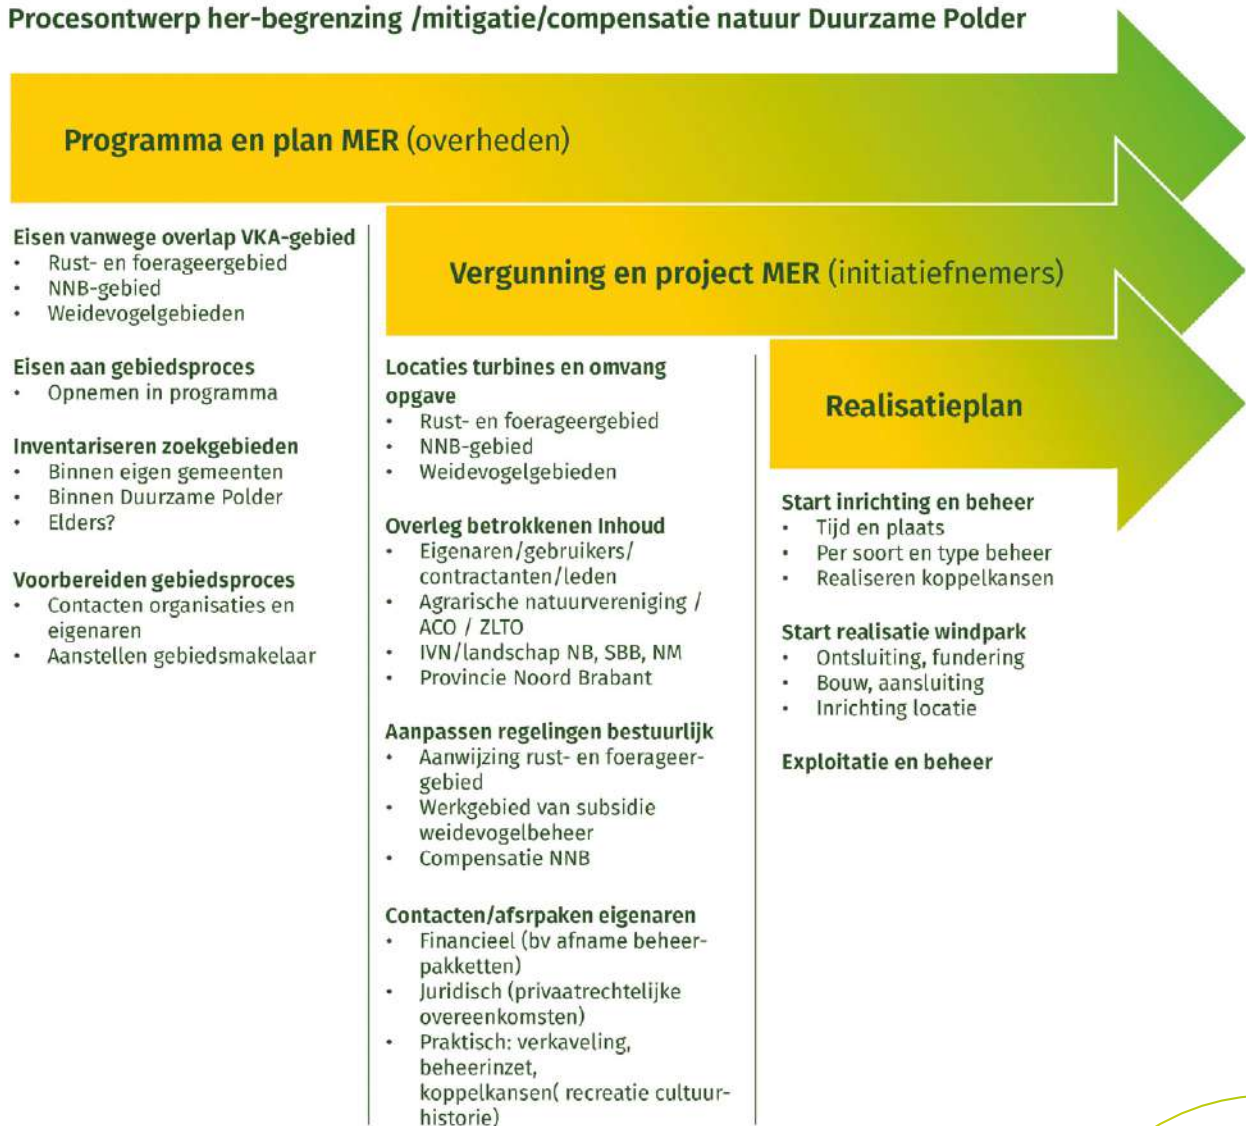 Procesontwerp her-begrenzing /mitigatie/compensatie natuur Duurzame Polder
Programma en plan MER (overheden)
Eisen vanwege overlap VKA-gebied
• Rust- en foerageergebied
• NNB-gebied
• Weidevogelgebieden
Eisen aan gebiedsproces
• Opnemen in programma
Inventariseren zoekgebieden
• Binnen eigen gemeenten
• Binnen Duurzame Polder
• Elders?
Voorbereiden gebiedsproces
• Contacten organisaties en
eigenaren
• Aanstellen gebiedsmakelaar
Vergunning en project MER (initiatiefnemers)
Locaties turbines en omvang
opgave
• Rust- en foerageergebied
• NNB-gebied
• Weidevogelgebieden
Overleg betrokkenen Inhoud
• Eigenaren/gebruikers/
contractanten/leden
• Agrarische natuurvereniging /
ACO / ZLTO
• IVN/landschap NB, SBB, NM
• Provincie Noord Brabant
Aanpassen regelingen bestuurlijk
• Aanwijzing rust- en foerageer-
gebied
• Werkgebied van subsidie
weidevogelbeheer
• Compensatie NNB
Contacten/afsrpaken eigenaren
• Financieel (bv afname beheer-
pakketten)
• Juridisch (privaatrechtelijke
overeenkomsten)
• Praktisch: verkaveling,
beheerinzet,
koppelkansen( recreatie cultuur-
historie)
Realisatieplan
Start inrichting en beheer
• Tijd en plaats
• Per soort en type beheer
• Realiseren koppelkansen
Start realisatie windpark
• Ontsluiting, fundering
• Bouw, aansluiting
• Inrichting locatie
Exploitatie en beheer